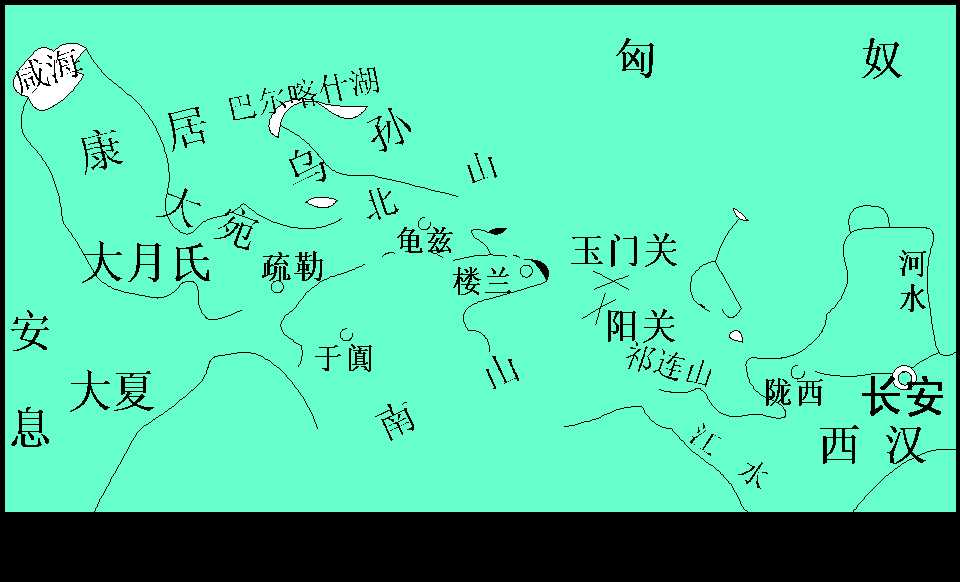 匈 奴
咸海
巴尔喀什湖
康 居
乌 孙
北 山
大 宛
大月氏
疏勒
龟兹
楼兰
玉门关
阳关
河水
安息
于阗
大夏
南 山
祁连山
陇西
长安
江水
西 汉